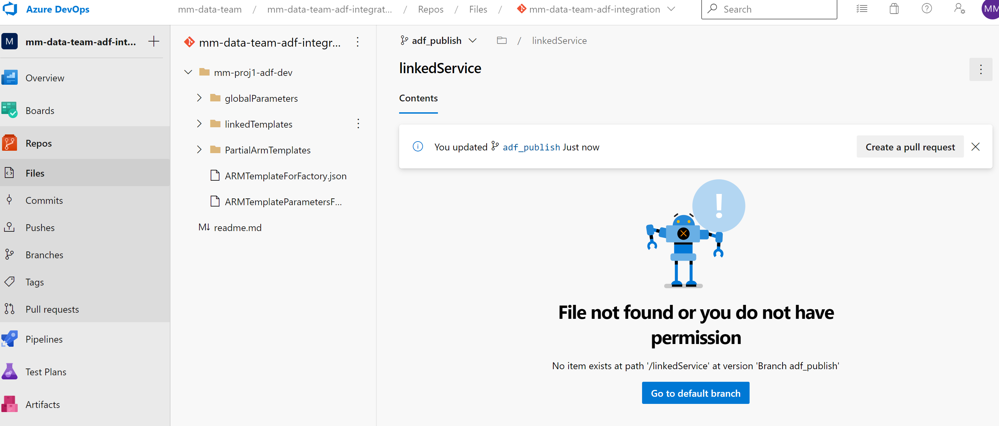 Azure DevOps
mm-data-team / mm-data-team-adf-integrat... / Repos / Files / mm-data-team-adf-integration
Search
MM
M mm-data-team-adf-int...
Overview
Boards
Repos
Files
Commits
Pushes
Branches
Tags
Pull requests
Pipelines
Test Plans
Artifacts
mm-data-team-adf-integr...
mm-proj1-adf-dev
globalParameters
linkedTemplates
PartialArmTemplates
ARMTemplateForFactory.json
ARMTemplateParametersF...
M↓ readme.md
adf_publish / linkedService
linkedService
Contents
You updated adf_publish Just now
Create a pull request
!
File not found or you do not have
permission
No item exists at path '/linkedService' at version 'Branch adf_publish'
Go to default branch